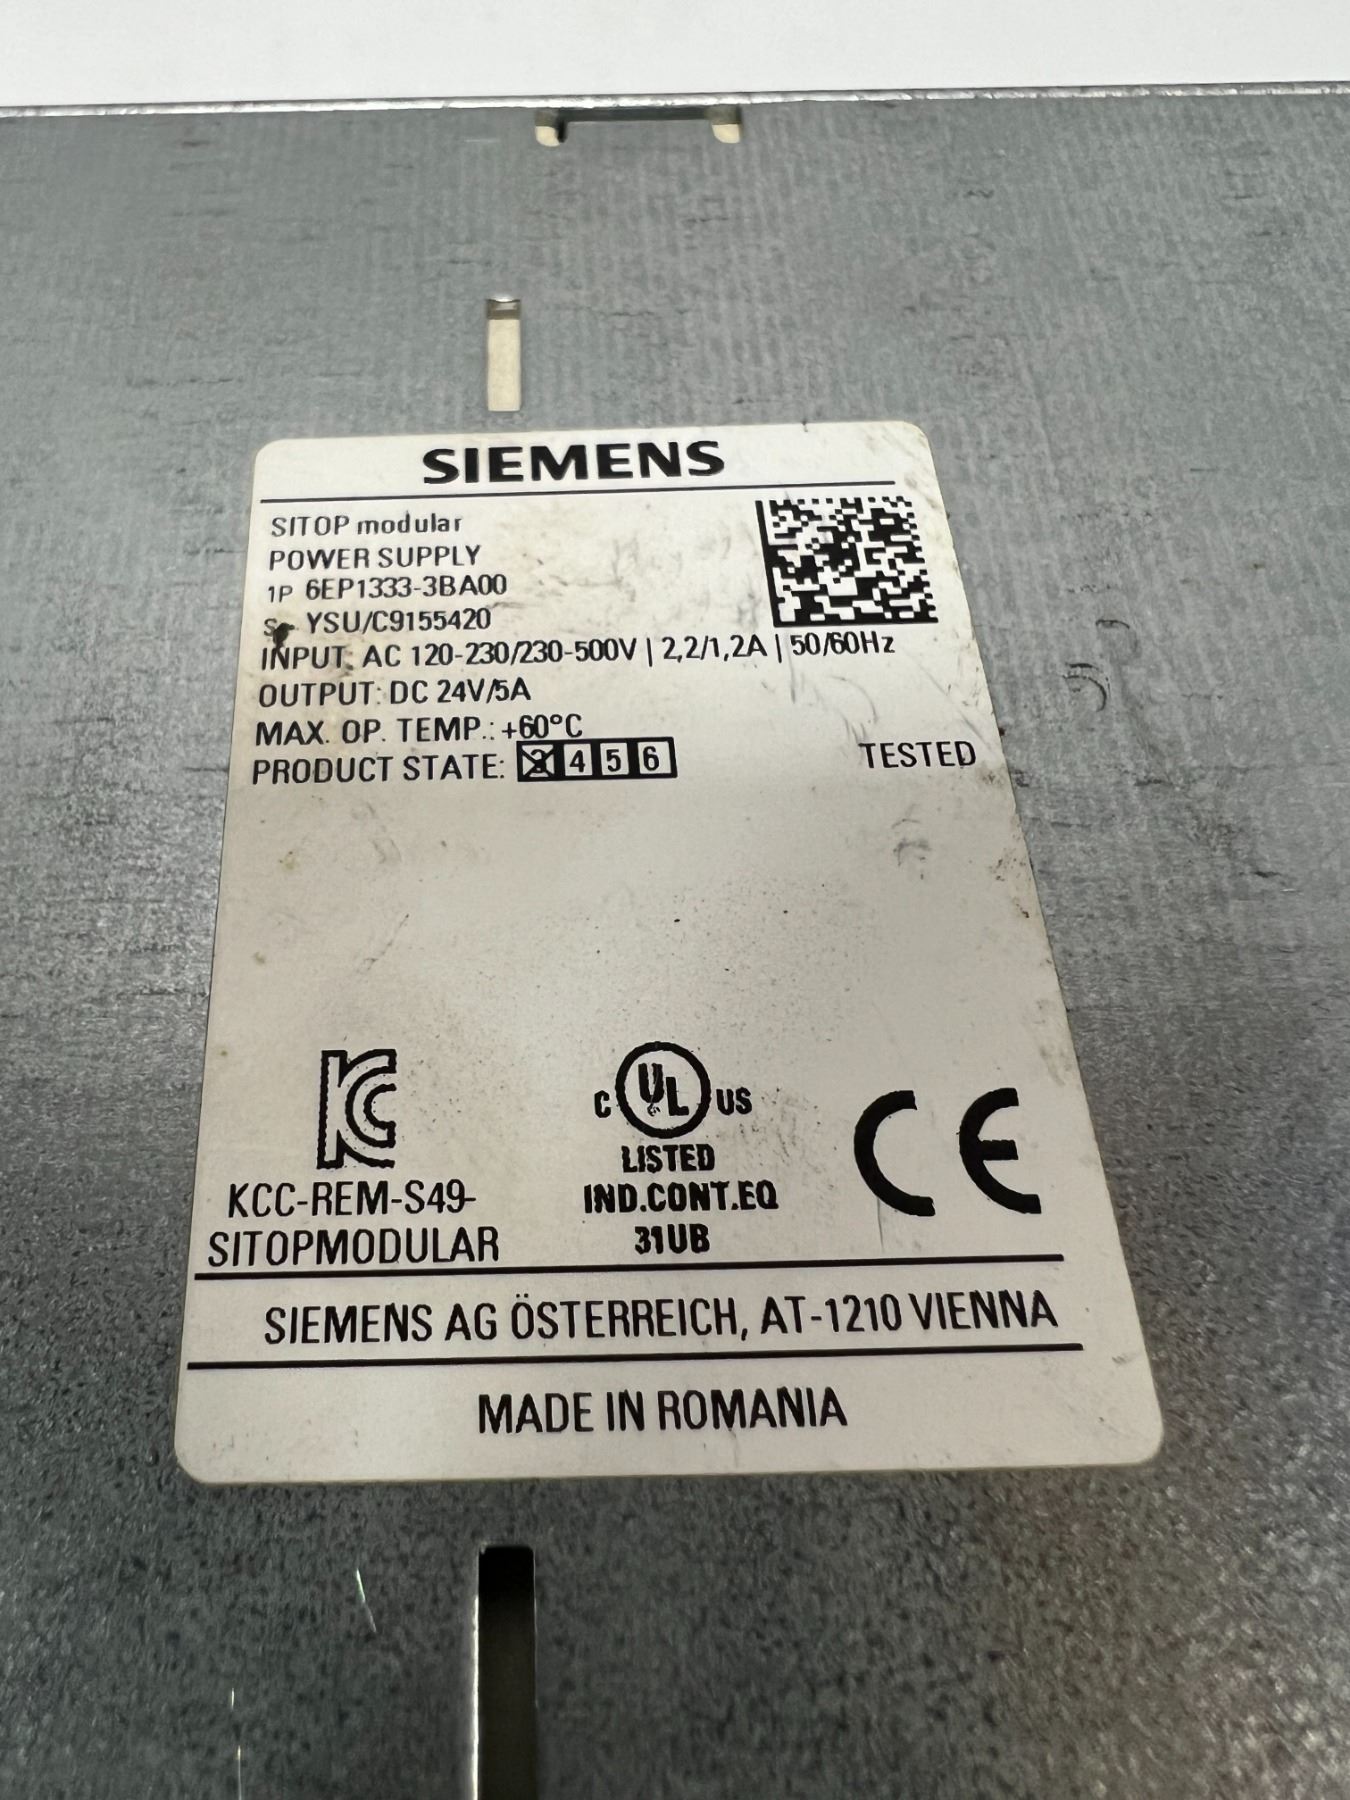 SIEMENS
SITOP modular
POWER SUPPLY
1P 6EP1333-3BA00
S YSU/C9155420
INPUT: AC 120-230/230-500V | 2,2/1,2A | 50/60Hz
OUTPUT: DC 24V/5A
MAX. OP. TEMP.: +60°C
PRODUCT STATE: 3 4 5 6
TESTED
KC
KCC-REM-S49-
SITOPMODULAR
C UL US
LISTED
IND.CONT.EQ
31UB
CE
SIEMENS AG ÖSTERREICH, AT-1210 VIENNA
MADE IN ROMANIA